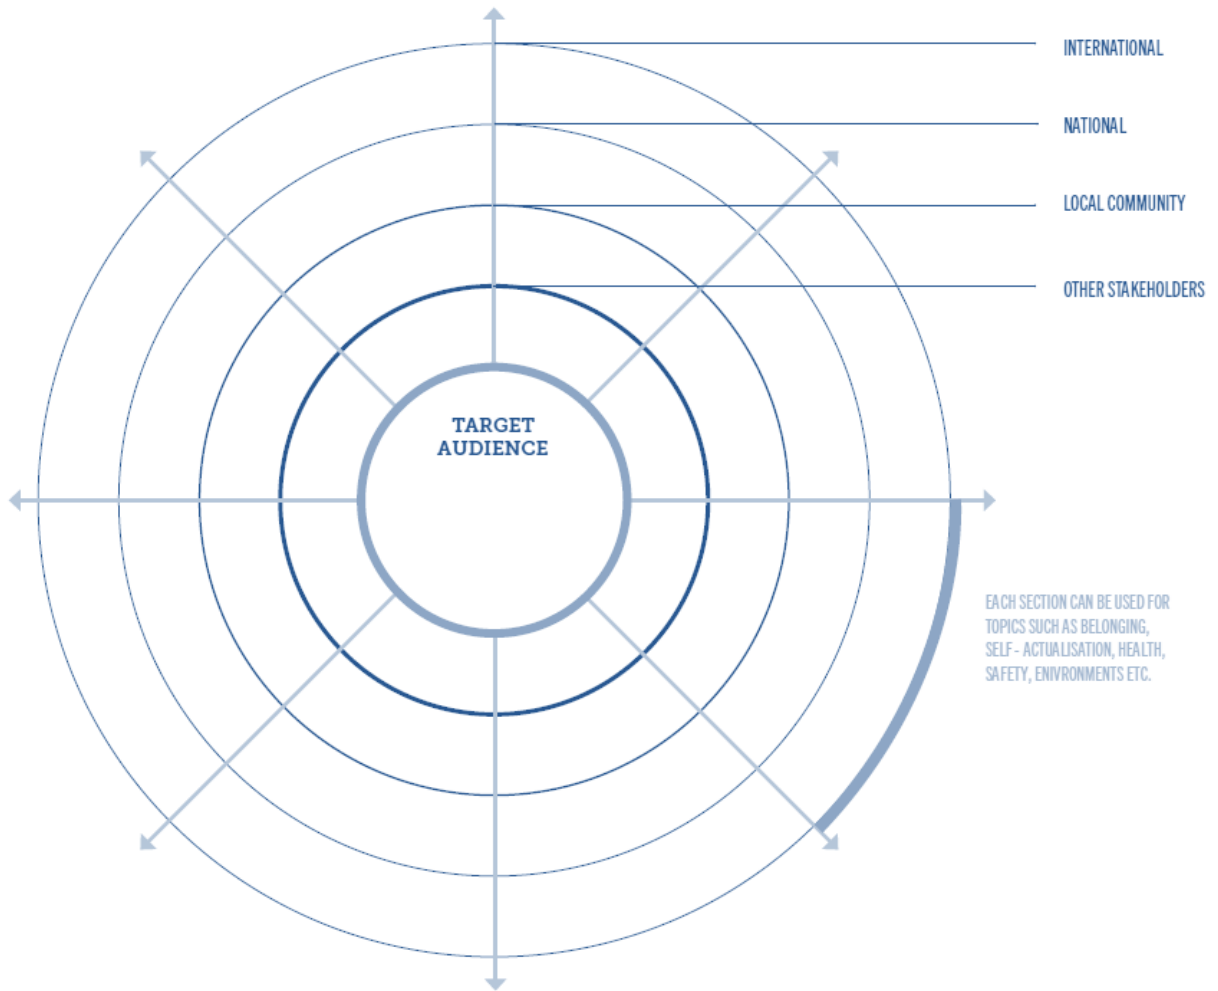 INTERNATIONAL
NATIONAL
LOCAL COMMUNITY
OTHER STAKEHOLDERS
TARGET
AUDIENCE
EACH SECTION CAN BE USED FOR
TOPICS SUCH AS BELONGING,
SELF- ACTUALISATION, HEALTH,
SAFETY, ENIVRONMENTS ETC.